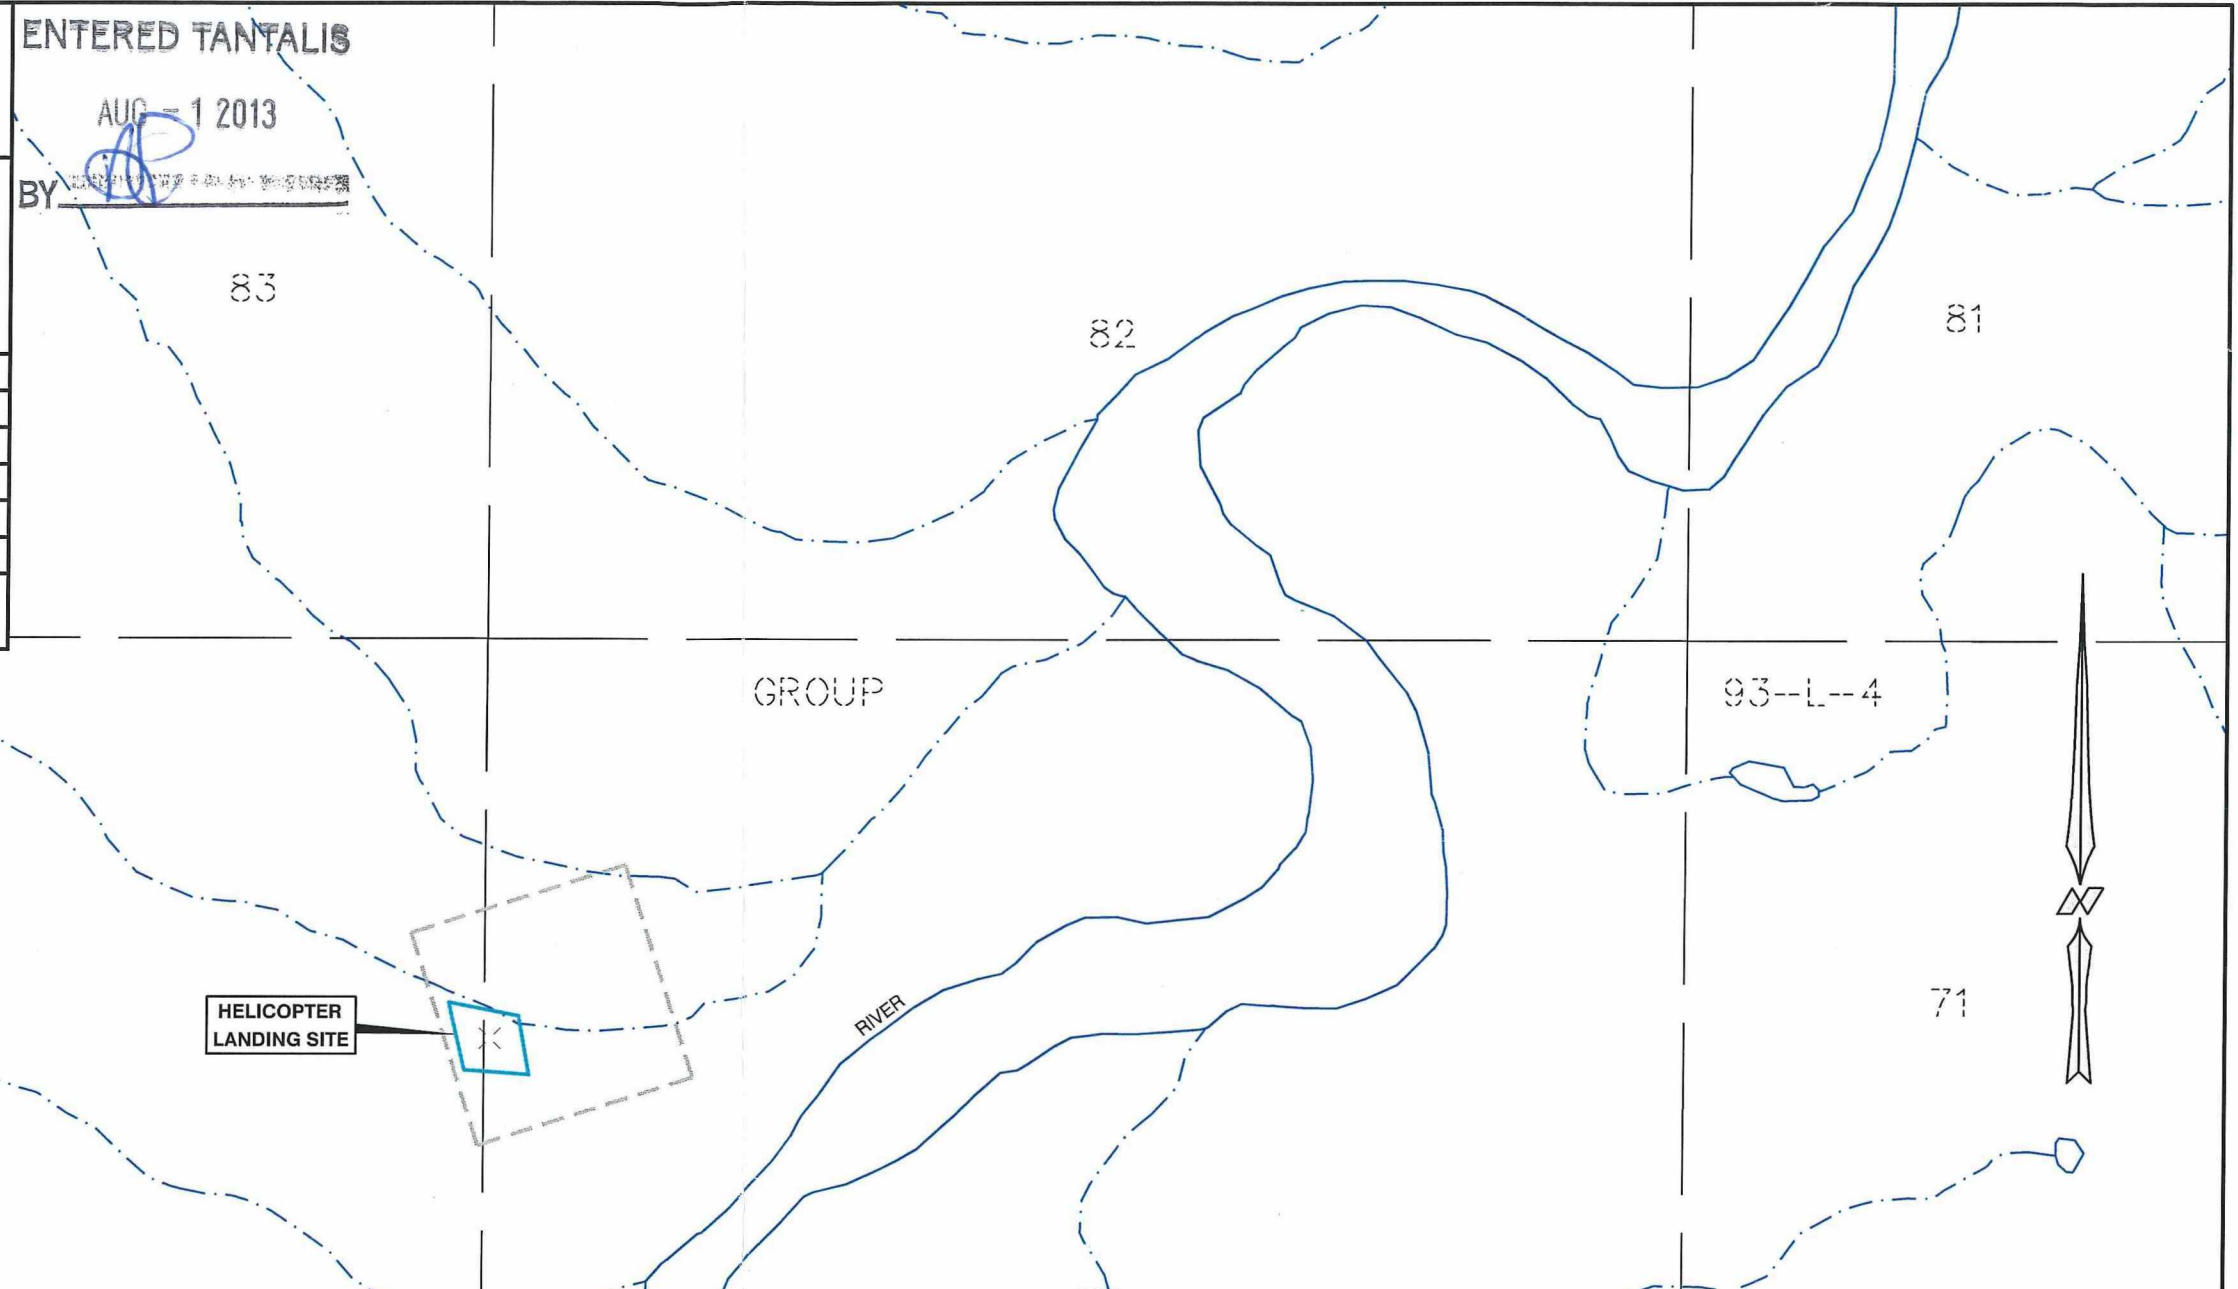 ENTERED TANTALIS
AUG - 1 2013
BY
83
82
81
GROUP
93--L--4
HELICOPTER
LANDING SITE
RIVER
71
N